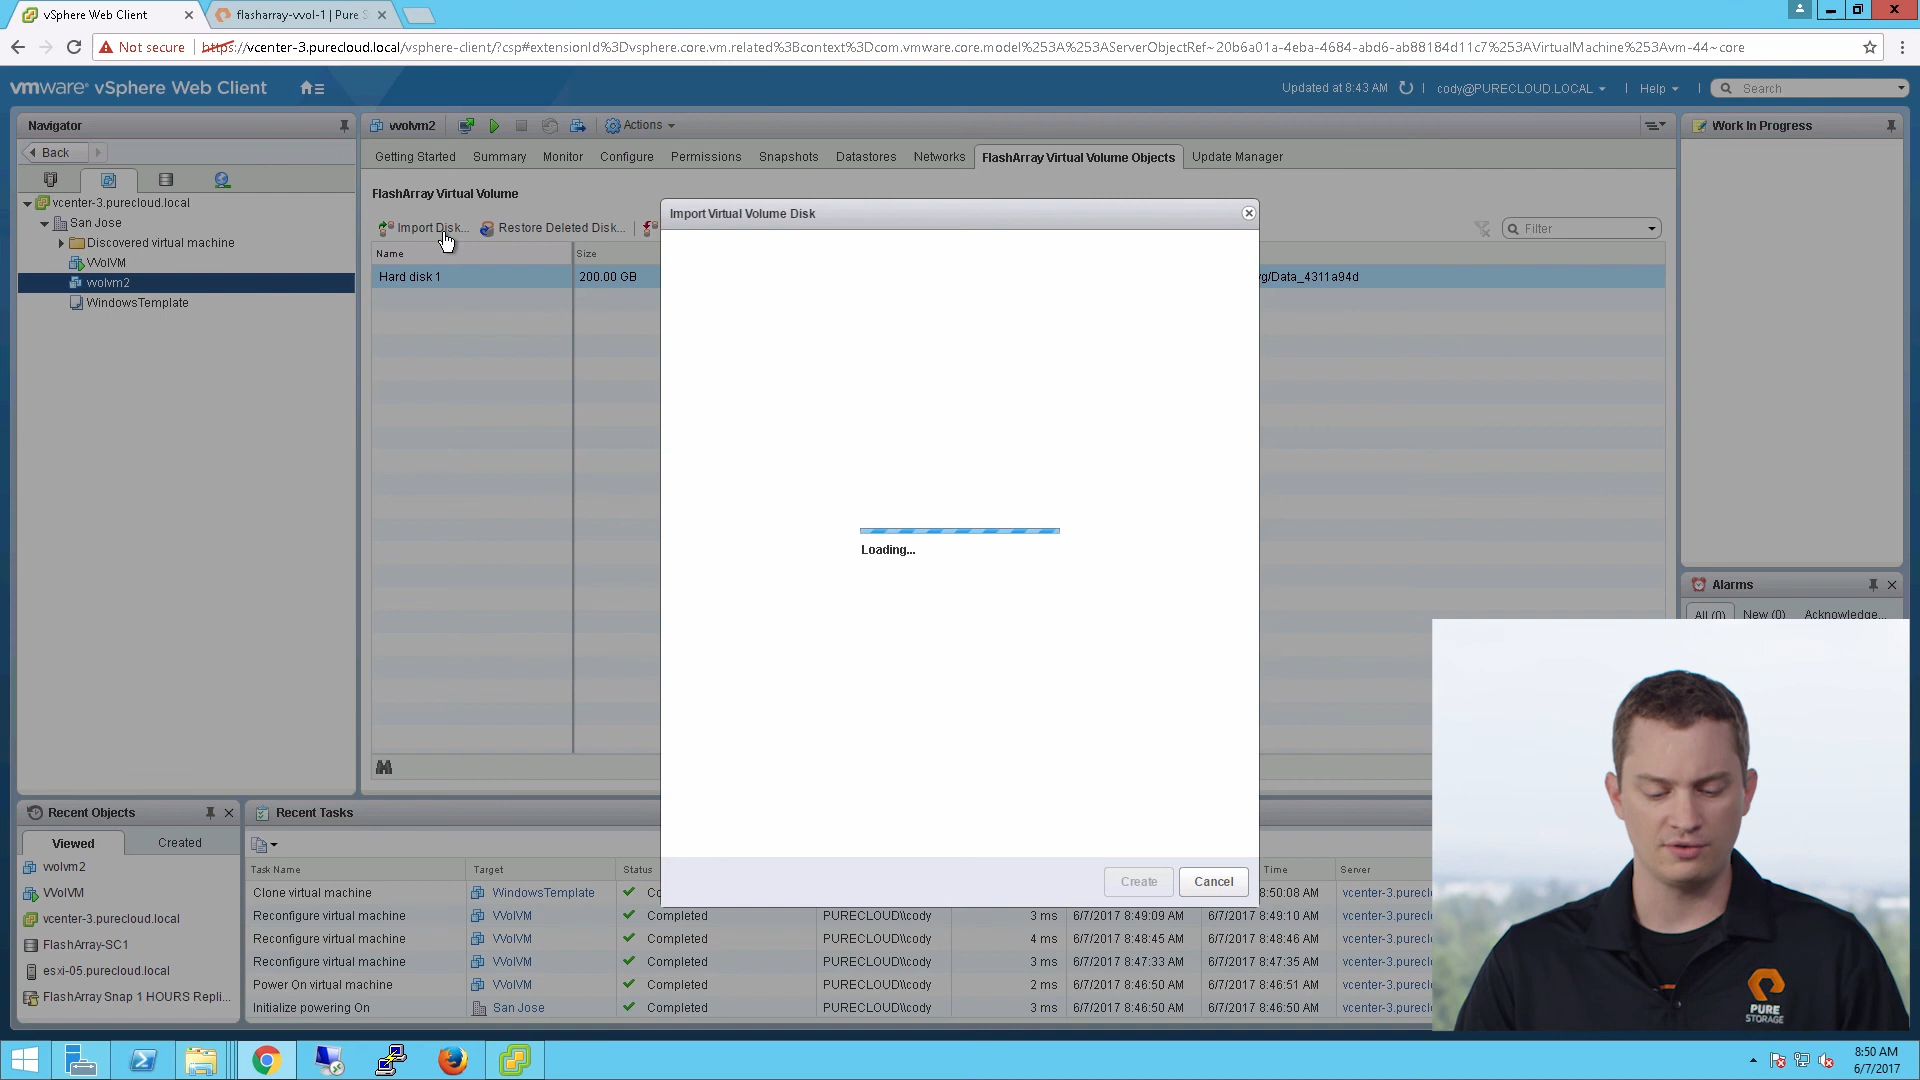 vSphere Web Client
flasharray-vvol-1 | Pure S
Not secure
https://vcenter-3.purecloud.local/vsphere-client/?csp#extensionId%3Dvsphere.core.vm.related%3Bcontext%3Dcom.vmware.core.model%253A%253AServerObjectRef~20b6a01a-4eba-4684-abd6-ab88184d11c7%253AVirtualMachine%253Avm-44~core
vmware® vSphere Web Client
Updated at 8:43 AM
cody@PURECLOUD.LOCAL
Help
Search
Navigator
Back
vcenter-3.purecloud.local
San Jose
Discovered virtual machine
VVolVM
vvolvm2
WindowsTemplate
vvolvm2
Actions
Getting Started
Summary
Monitor
Configure
Permissions
Snapshots
Datastores
Networks
FlashArray Virtual Volume Objects
Update Manager
FlashArray Virtual Volume
Import Disk...
Restore Deleted Disk...
Filter
Name
Size
Hard disk 1
200.00 GB
vg/Data_4311a94d
Import Virtual Volume Disk
Loading...
Create
Cancel
Work In Progress
Alarms
All (0)
New (0)
Acknowledge...
Recent Objects
Viewed
Created
vvolvm2
VVolVM
vcenter-3.purecloud.local
FlashArray-SC1
esxi-05.purecloud.local
FlashArray Snap 1 HOURS Repli...
Recent Tasks
Task Name Target Status Time Server
Clone virtual machine WindowsTemplate Co 8:50:08 AM vcenter-3.purecl
Reconfigure virtual machine VVolVM Completed PURECLOUD\\cody 3 ms 6/7/2017 8:49:09 AM 6/7/2017 8:49:10 AM vcenter-3.purecl
Reconfigure virtual machine VVolVM Completed PURECLOUD\\cody 4 ms 6/7/2017 8:48:45 AM 6/7/2017 8:48:46 AM vcenter-3.purecl
Reconfigure virtual machine VVolVM Completed PURECLOUD\\cody 3 ms 6/7/2017 8:47:33 AM 6/7/2017 8:47:35 AM vcenter-3.purecl
Power On virtual machine VVolVM Completed PURECLOUD\\cody 2 ms 6/7/2017 8:46:50 AM 6/7/2017 8:46:51 AM vcenter-3.purecl
Initialize powering On San Jose Completed PURECLOUD\\cody 3 ms 6/7/2017 8:46:50 AM 6/7/2017 8:46:50 AM vcenter-3.purecl
PURE
STORAGE
8:50 AM
6/7/2017